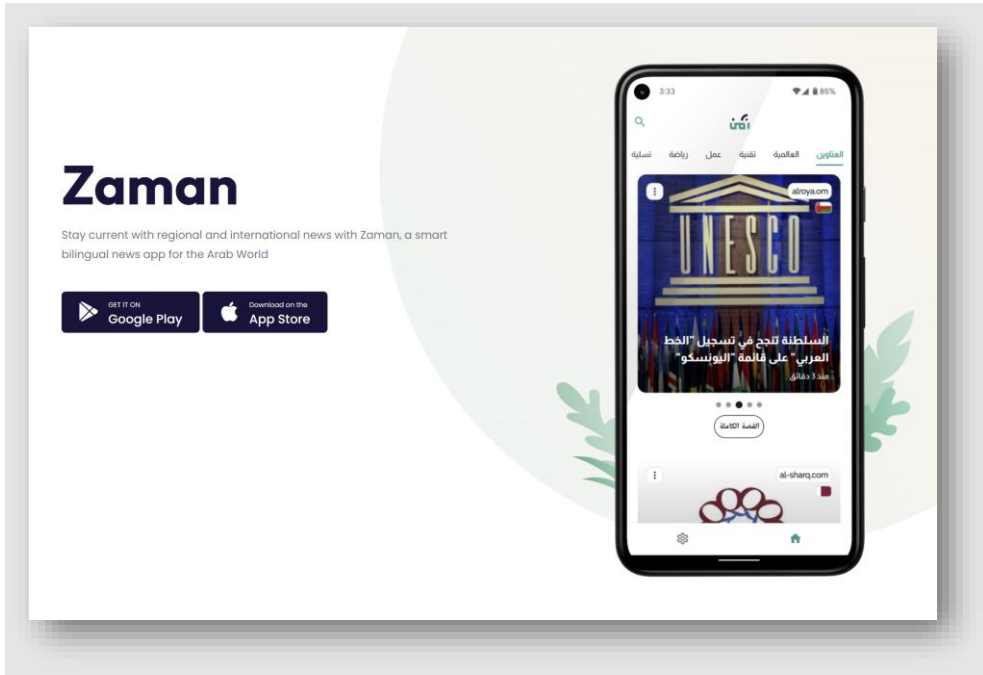 Zaman
Stay current with regional and international news with Zaman, a smart
bilingual news app for the Arab World
GET IT ON
Google Play
Download on the
App Store
3:33
85%
زمن
العناوين العالمية تقنية عمل رياضة تسلية
alroya.om
UNESCO
السلطنة تنجح في تسجيل "الخط
العربي" على قائمة "اليونسكو"
منذ 3 دقائق
القصة الكاملة
al-sharq.com